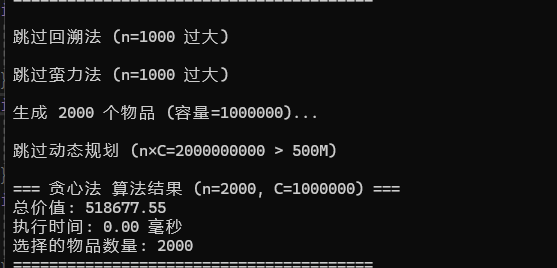 跳过回溯法 (n=1000 过大)
跳过蛮力法 (n=1000 过大)
生成 2000 个物品 (容量=1000000)...
跳过动态规划 (n×C=2000000000 > 500M)
=== 贪心法 算法结果 (n=2000, C=1000000) ===
总价值: 518677.55
执行时间: 0.00 毫秒
选择的物品数量: 2000